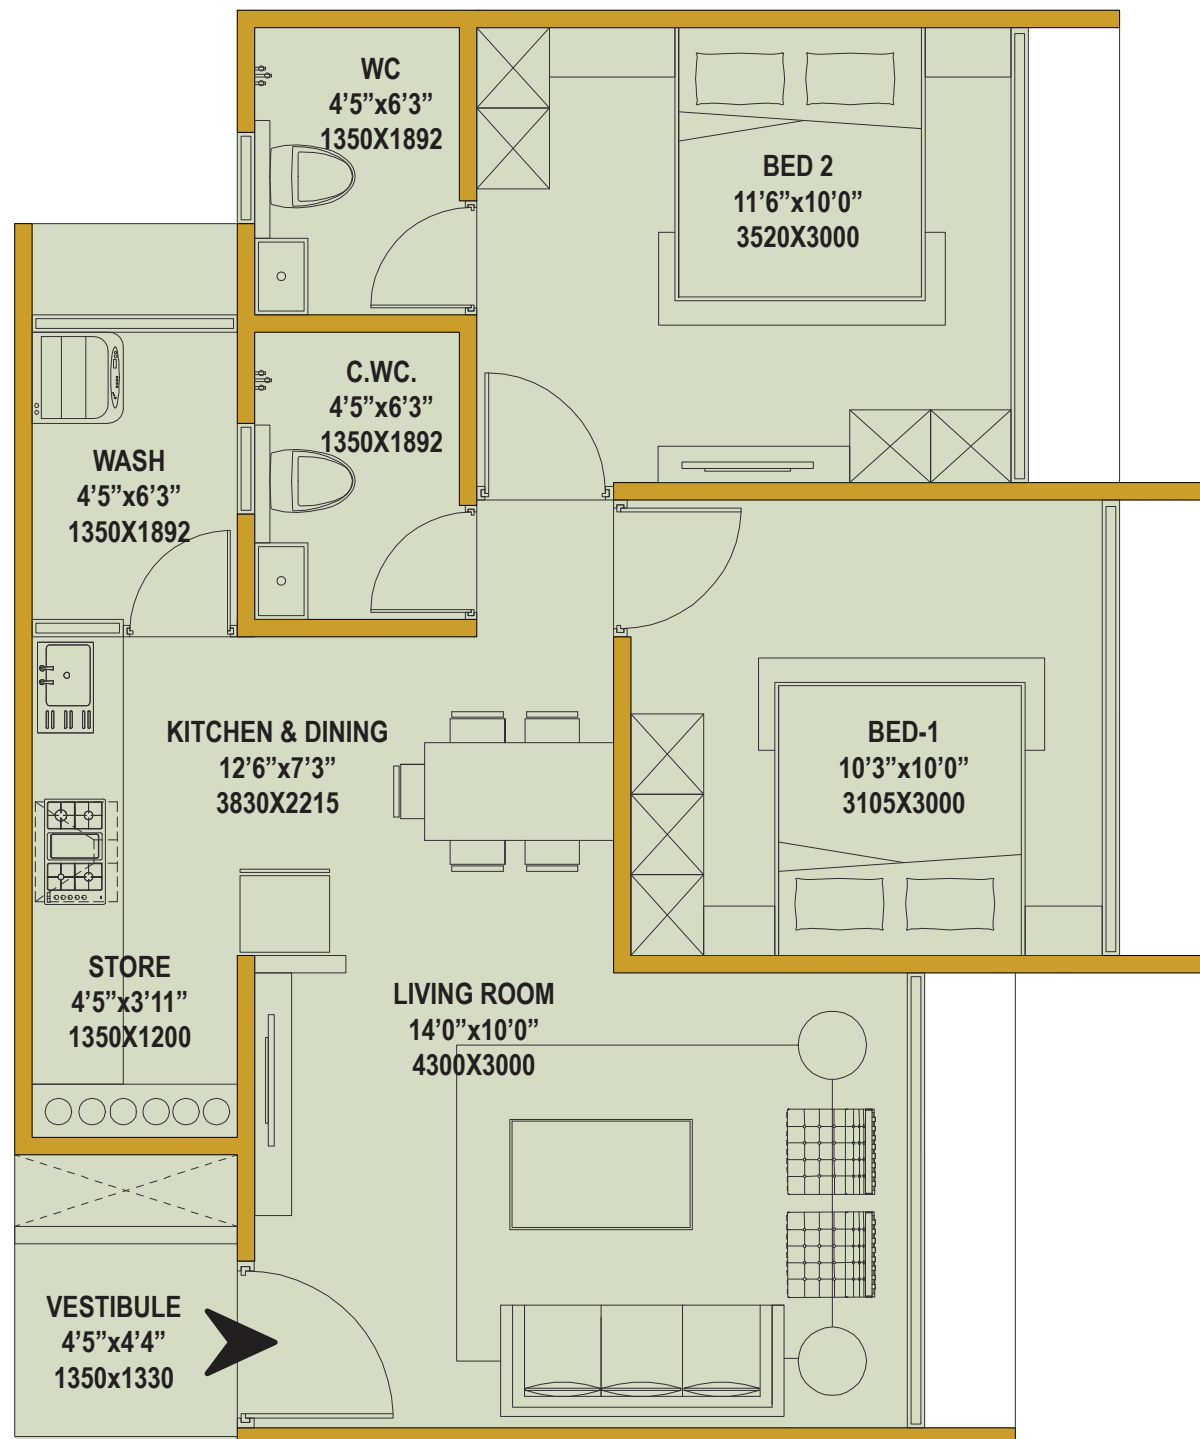 WC
4’5”x6’3”
1350X1892
BED 2
11’6”x10’0”
3520X3000
C.WC.
4’5”x6’3”
1350X1892
WASH
4’5”x6’3”
1350X1892
KITCHEN & DINING
12’6”x7’3”
3830X2215
BED-1
10’3”x10’0”
3105X3000
STORE
4’5”x3’11”
1350X1200
LIVING ROOM
14’0”x10’0”
4300X3000
VESTIBULE
4’5”x4’4”
1350x1330